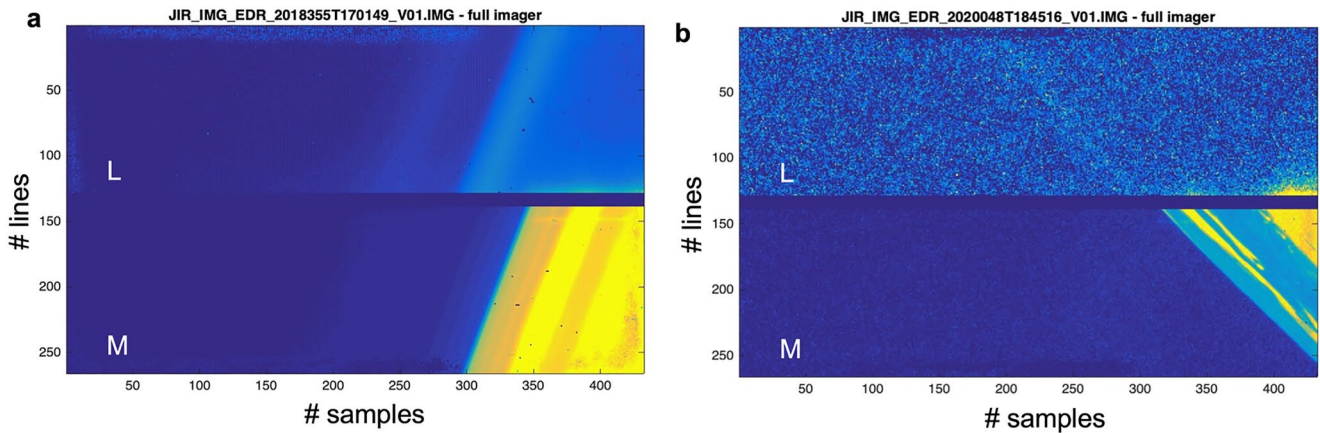 a
JIR_IMG_EDR_2018355T170149_V01.IMG - full imager
50
100
150
200
250
# lines
L
M
50 100 150 200 250 300 350 400
# samples
b
JIR_IMG_EDR_2020048T184516_V01.IMG - full imager
50
100
150
200
250
# lines
L
M
50 100 150 200 250 300 350 400
# samples